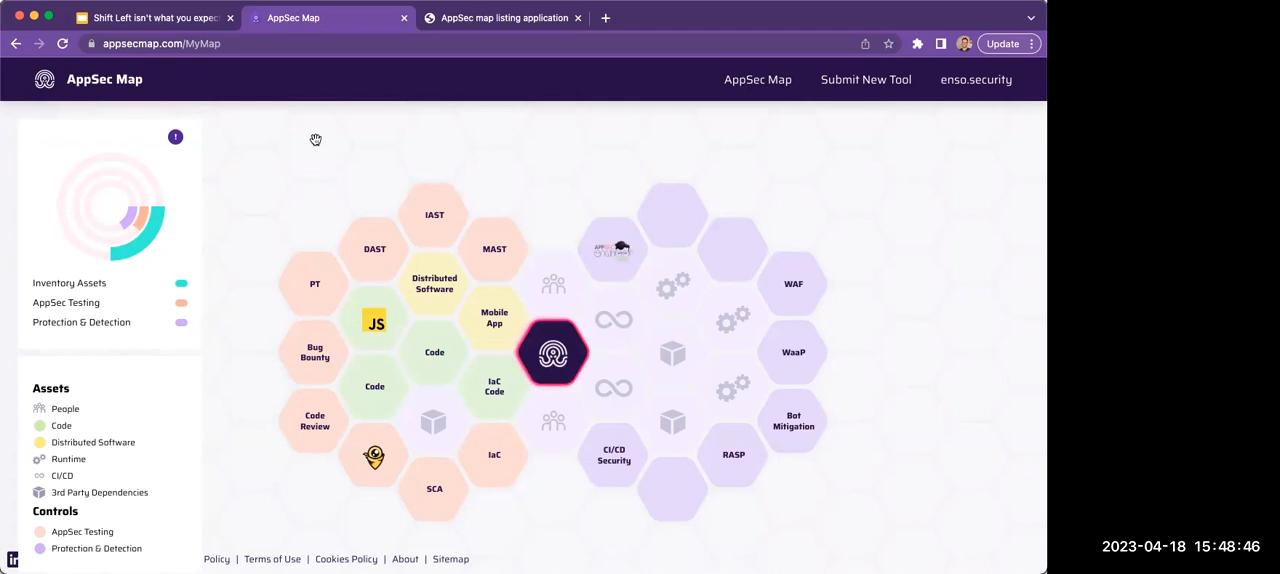 Shift Left isn't what you expec
AppSec Map
AppSec map listing application
appsecmap.com/MyMap
Update
AppSec Map
AppSec Map
Submit New Tool
enso.security
!
Inventory Assets
AppSec Testing
Protection & Detection
Assets
People
Code
Distributed Software
Runtime
CI/CD
3rd Party Dependencies
Controls
AppSec Testing
Protection & Detection
IAST
DAST
MAST
PT
Distributed
Software
WAF
JS
Mobile
App
Bug
Bounty
Code
WaaP
Code
IaC
Code
Code
Review
Bot
Mitigation
IaC
CI/CD
Security
RASP
SCA
in
Policy | Terms of Use | Cookies Policy | About | Sitemap
2023-04-18 15:48:46